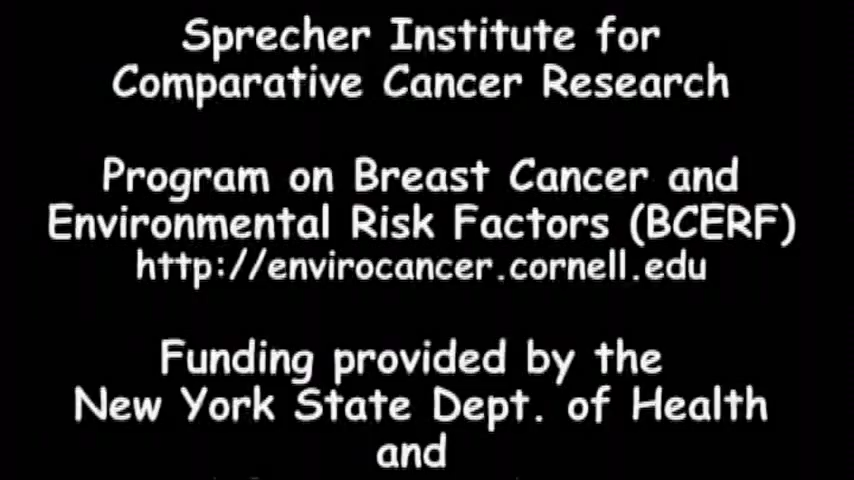 Sprecher Institute for
Comparative Cancer Research
Program on Breast Cancer and
Environmental Risk Factors (BCERF)
http://envirocancer.cornell.edu
Funding provided by the
New York State Dept. of Health
and